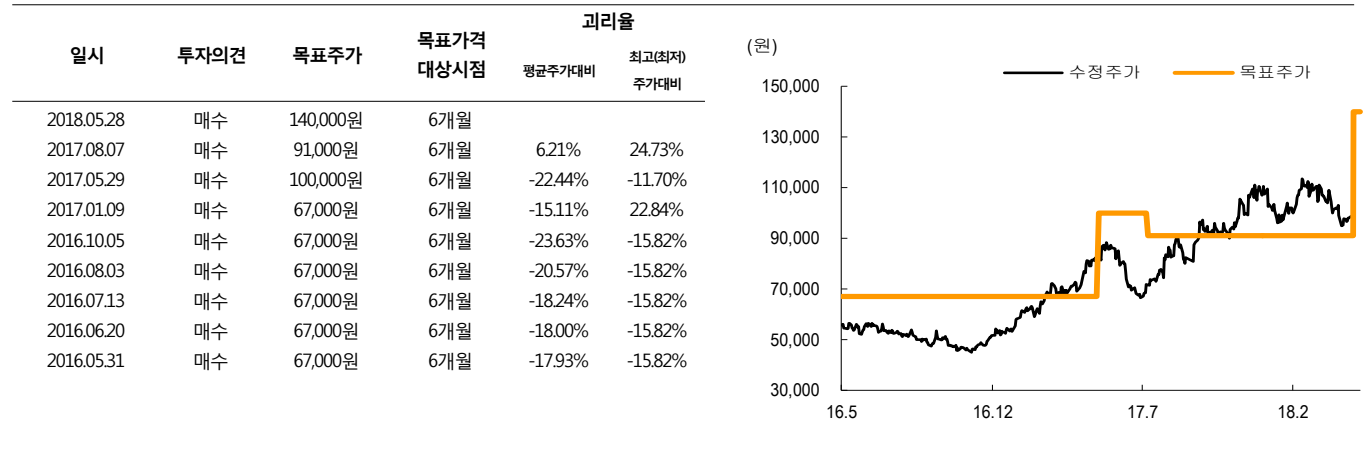 일시 투자의견 목표주가 목표가격 대상시점 괴리율
평균주가대비 최고(최저) 주가대비
2018.05.28 매수 140,000원 6개월
2017.08.07 매수 91,000원 6개월 6.21% 24.73%
2017.05.29 매수 100,000원 6개월 -22.44% -11.70%
2017.01.09 매수 67,000원 6개월 -15.11% 22.84%
2016.10.05 매수 67,000원 6개월 -23.63% -15.82%
2016.08.03 매수 67,000원 6개월 -20.57% -15.82%
2016.07.13 매수 67,000원 6개월 -18.24% -15.82%
2016.06.20 매수 67,000원 6개월 -18.00% -15.82%
2016.05.31 매수 67,000원 6개월 -17.93% -15.82%
(원)
수정주가 목표주가
150,000
130,000
110,000
90,000
70,000
50,000
30,000
16.5 16.12 17.7 18.2